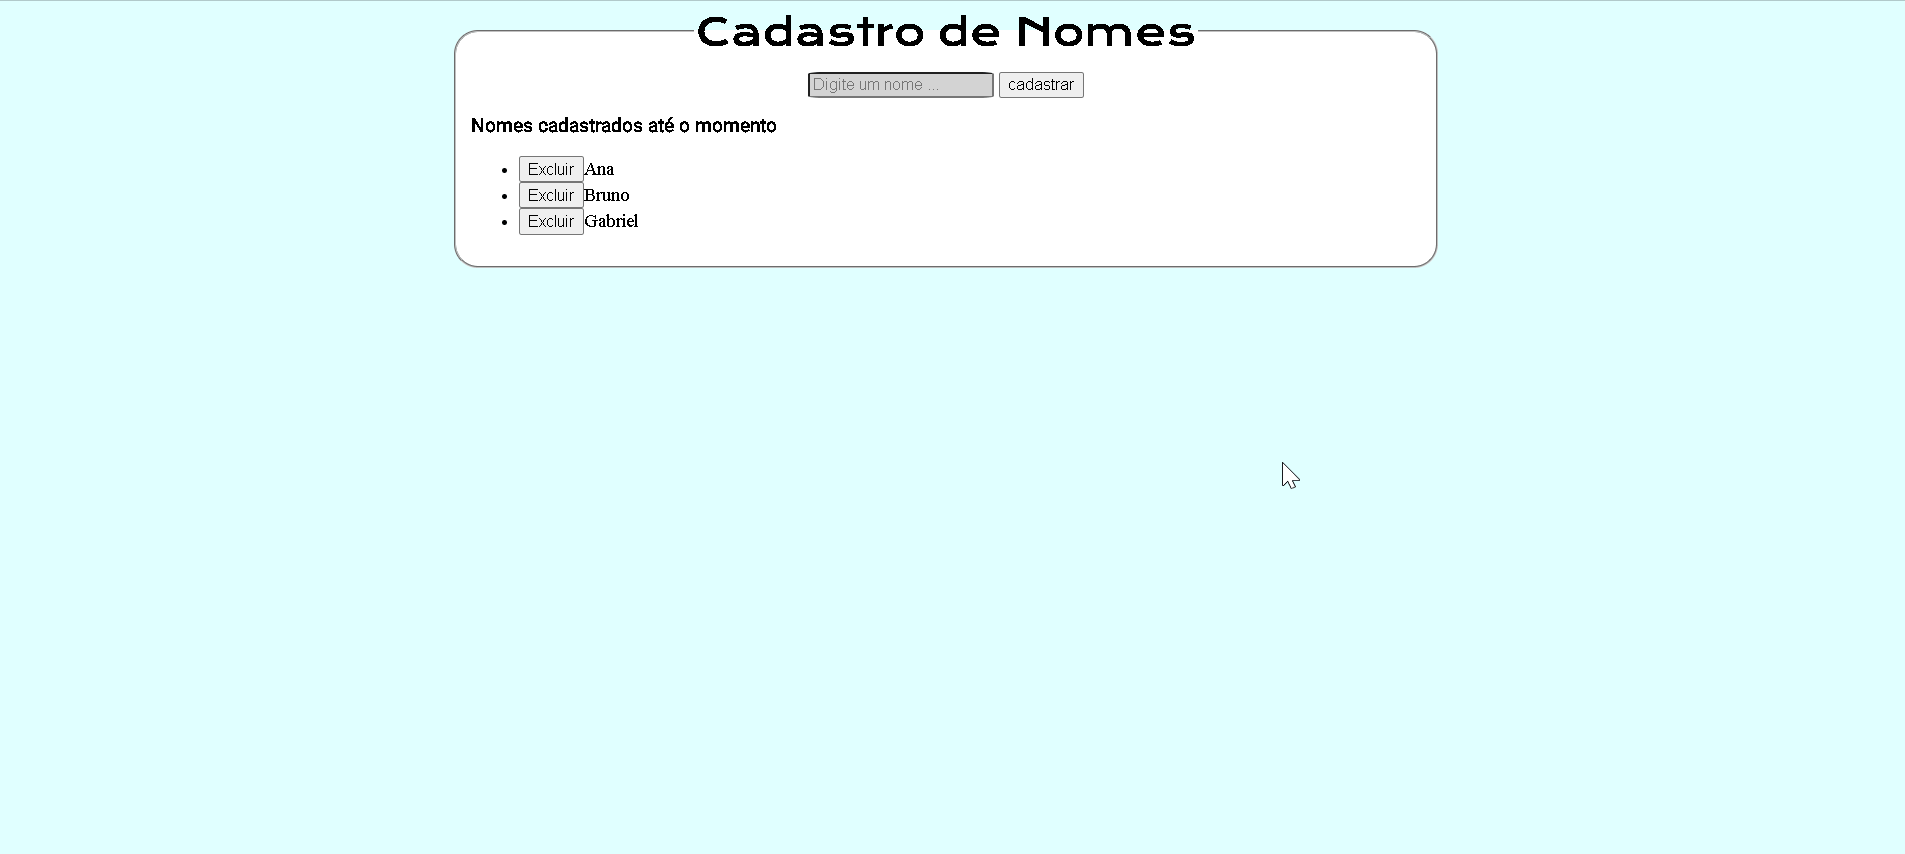 Cadastro de Nomes
Digite um nome ... cadastrar
Nomes cadastrados até o momento
Excluir Ana
Excluir Bruno
Excluir Gabriel